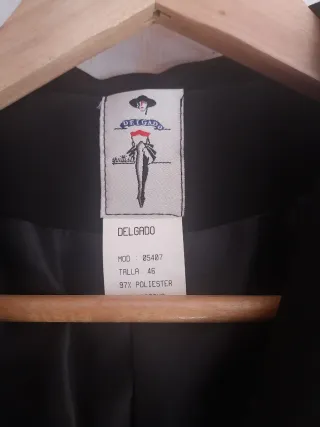 DELGADO
DELGADO
MOD : 05407
TALLA 46
97% POLIESTER